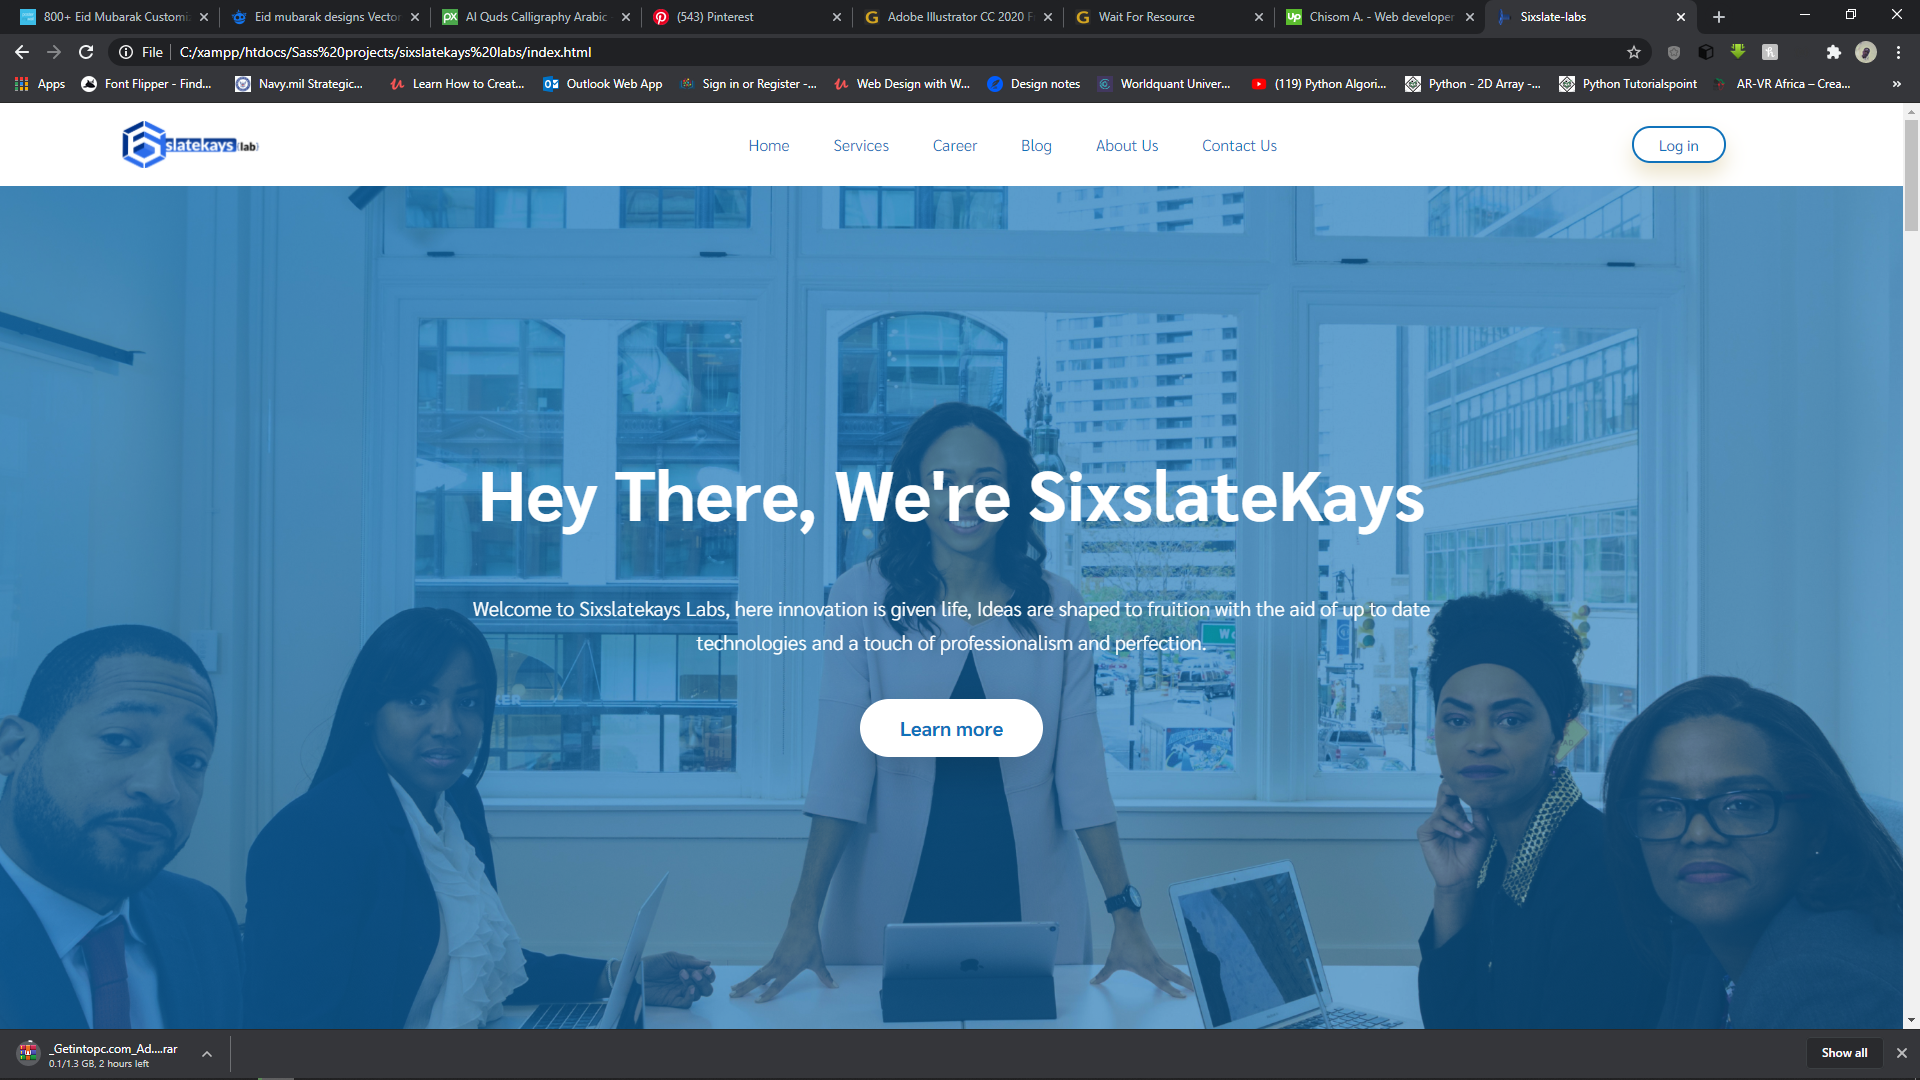 800+ Eid Mubarak Customi
Eid mubarak designs Vector
Al Quds Calligraphy Arabic
(543) Pinterest
Adobe Illustrator CC 2020 F
Wait For Resource
Chisom A. - Web developer
Sixslate-labs
File
C:/xampp/htdocs/Sass%20projects/sixslatekays%20labs/index.html
Apps
Font Flipper - Find...
Navy.mil Strategic...
Learn How to Creat...
Outlook Web App
Sign in or Register -...
Web Design with W...
Design notes
Worldquant Univer...
(119) Python Algori...
Python - 2D Array -...
Python Tutorialspoint
AR-VR Africa – Crea...
slatekays (lab)
Home
Services
Career
Blog
About Us
Contact Us
Log in
Hey There, We're SixslateKays
Welcome to Sixslatekays Labs, here innovation is given life, Ideas are shaped to fruition with the aid of up to date
technologies and a touch of professionalism and perfection.
Learn more
_Getintopc.com_Ad....rar
0.1/1.3 GB, 2 hours left
Show all